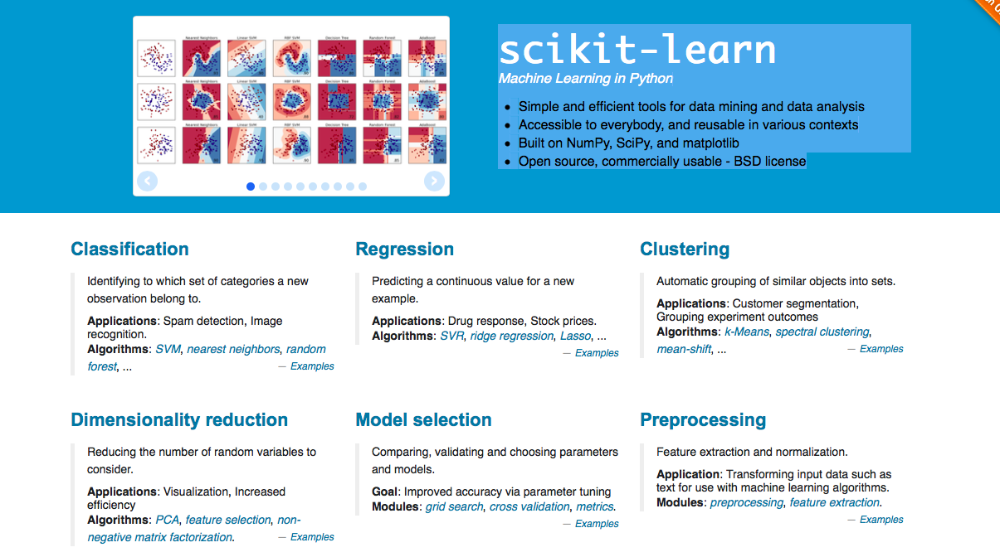 Nearest Neighbors Linear SVM RBF SVM Decision Tree Random Forest AdaBoost
Nearest Neighbors Linear SVM RBF SVM Decision Tree Random Forest AdaBoost
Nearest Neighbors Linear SVM RBF SVM Decision Tree Random Forest AdaBoost
scikit-learn
Machine Learning in Python
Simple and efficient tools for data mining and data analysis
Accessible to everybody, and reusable in various contexts
Built on NumPy, SciPy, and matplotlib
Open source, commercially usable - BSD license
Classification
Identifying to which set of categories a new
observation belong to.
Applications: Spam detection, Image
recognition.
Algorithms: SVM, nearest neighbors, random
forest, ...
— Examples
Regression
Predicting a continuous value for a new
example.
Applications: Drug response, Stock prices.
Algorithms: SVR, ridge regression, Lasso, ...
— Examples
Clustering
Automatic grouping of similar objects into sets.
Applications: Customer segmentation,
Grouping experiment outcomes
Algorithms: k-Means, spectral clustering,
mean-shift, ...
— Examples
Dimensionality reduction
Reducing the number of random variables to
consider.
Applications: Visualization, Increased
efficiency
Algorithms: PCA, feature selection, non-
negative matrix factorization.
— Examples
Model selection
Comparing, validating and choosing parameters
and models.
Goal: Improved accuracy via parameter tuning
Modules: grid search, cross validation, metrics.
— Examples
Preprocessing
Feature extraction and normalization.
Application: Transforming input data such as
text for use with machine learning algorithms.
Modules: preprocessing, feature extraction.
— Examples